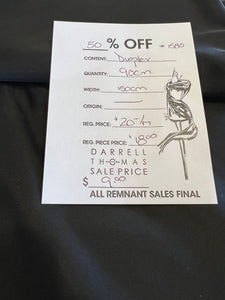 50 % OFF
CONTENT:
QUANTITY: 90cm
WIDTH: 150cm
ORIGIN: —
REG. PRICE: $20-/m
REG. PIECE PRICE: $18.00
DARRELL
THOMAS
SALE PRICE
$ 9.00
ALL REMNANT SALES FINAL